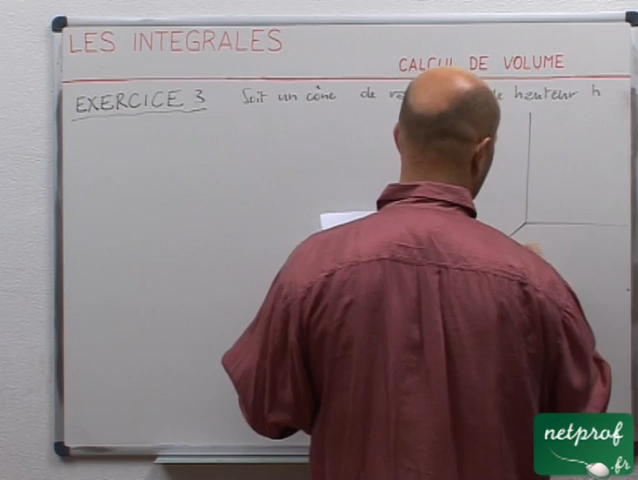 LES INTEGRALES
CALCUL DE VOLUME
EXERCICE 3 Soit un cône de hauteur h
netprof
.fr